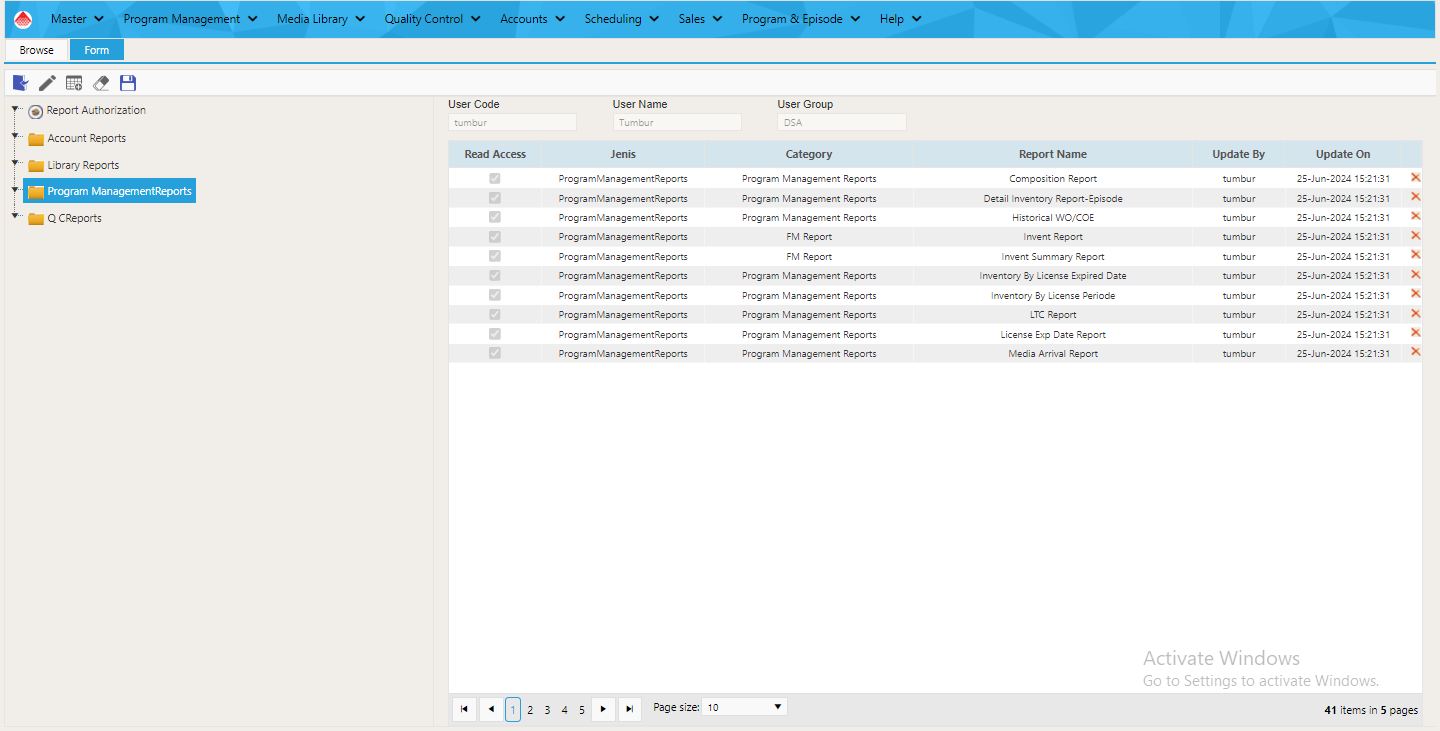 Master Program Management Media Library Quality Control Accounts Scheduling Sales Program & Episode Help
Browse Form
Report Authorization
Account Reports
Library Reports
Program ManagementReports
Q CReports
User Code User Name User Group
tumbur Tumbur DSA
Read Access Jenis Category Report Name Update By Update On
ProgramManagementReports Program Management Reports Composition Report tumbur 25-Jun-2024 15:21:31
ProgramManagementReports Program Management Reports Detail Inventory Report-Episode tumbur 25-Jun-2024 15:21:31
ProgramManagementReports Program Management Reports Historical WO/COE tumbur 25-Jun-2024 15:21:31
ProgramManagementReports FM Report Invent Report tumbur 25-Jun-2024 15:21:31
ProgramManagementReports FM Report Invent Summary Report tumbur 25-Jun-2024 15:21:31
ProgramManagementReports Program Management Reports Inventory By License Expired Date tumbur 25-Jun-2024 15:21:31
ProgramManagementReports Program Management Reports Inventory By License Periode tumbur 25-Jun-2024 15:21:31
ProgramManagementReports Program Management Reports LTC Report tumbur 25-Jun-2024 15:21:31
ProgramManagementReports Program Management Reports License Exp Date Report tumbur 25-Jun-2024 15:21:31
ProgramManagementReports Program Management Reports Media Arrival Report tumbur 25-Jun-2024 15:21:31
Activate Windows
Go to Settings to activate Windows.
1 2 3 4 5 Page size: 10 41 items in 5 pages